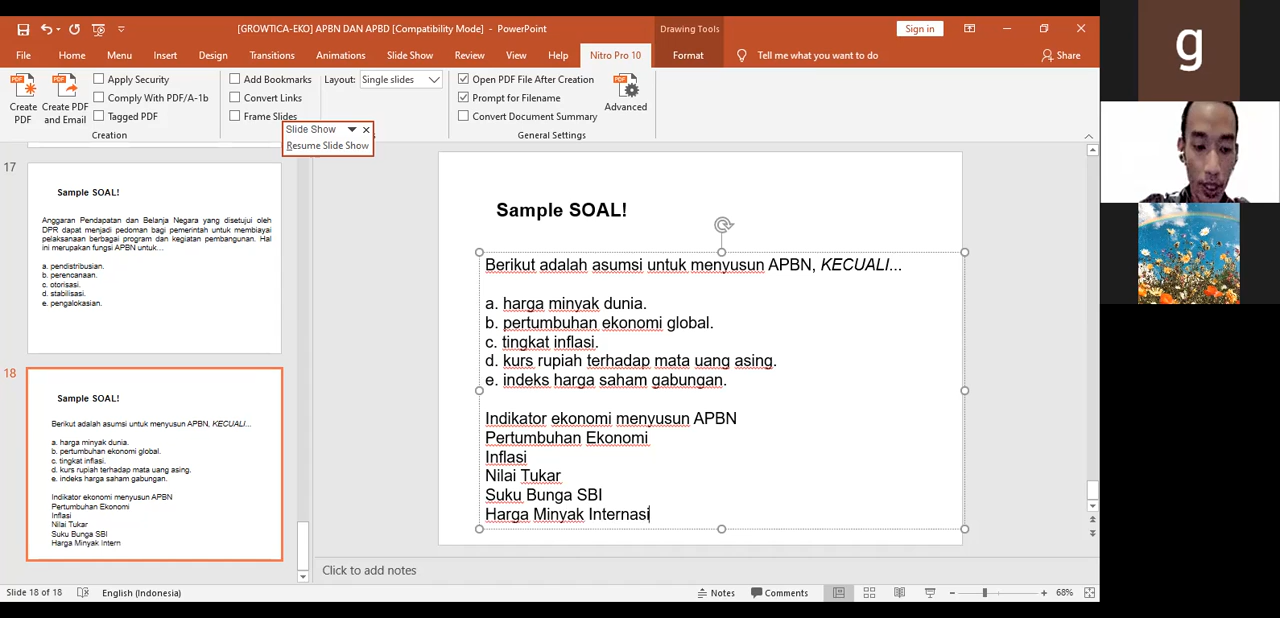 [GROWTICA-EKO] APBN DAN APBD [Compatibility Mode] - PowerPoint
Drawing Tools
Sign in
File Home Menu Insert Design Transitions Animations Slide Show Review View Help Nitro Pro 10 Format Tell me what you want to do Share
Create PDF
Create PDF and Email
Apply Security
Comply With PDF/A-1b
Tagged PDF
Creation
Add Bookmarks
Convert Links
Frame Slides
Layout: Single slides
Open PDF File After Creation
Prompt for Filename
Convert Document Summary
Advanced
General Settings
Slide Show
Resume Slide Show
17
Sample SOAL!
Anggaran Pendapatan dan Belanja Negara yang disetujui oleh
DPR dapat menjadi pedoman bagi pemerintah untuk membiayai
pelaksanaan berbagai program dan kegiatan pembangunan. Hal
ini merupakan fungsi APBN untuk...
a. pendistribusian.
b. perencanaan.
c. otorisasi.
d. stabilisasi.
e. pengalokasian.
18
Sample SOAL!
Berikut adalah asumsi untuk menyusun APBN, KECUALI...
a. harga minyak dunia.
b. pertumbuhan ekonomi global.
c. tingkat inflasi.
d. kurs rupiah terhadap mata uang asing.
e. indeks harga saham gabungan.
Indikator ekonomi menyusun APBN
Pertumbuhan Ekonomi
Inflasi
Nilai Tukar
Suku Bunga SBI
Harga Minyak Intern
Sample SOAL!
Berikut adalah asumsi untuk menyusun APBN, KECUALI...
a. harga minyak dunia.
b. pertumbuhan ekonomi global.
c. tingkat inflasi.
d. kurs rupiah terhadap mata uang asing.
e. indeks harga saham gabungan.
Indikator ekonomi menyusun APBN
Pertumbuhan Ekonomi
Inflasi
Nilai Tukar
Suku Bunga SBI
Harga Minyak Internasi
Click to add notes
Slide 18 of 18 English (Indonesia) Notes Comments 68%
g